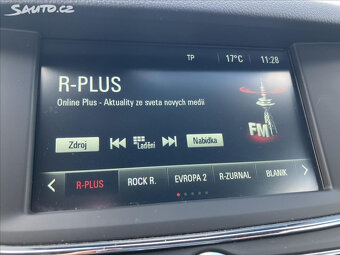 SAUTO.CZ
TP 17°C 11:28
R-PLUS
Online Plus - Aktuality ze sveta novych medii
FM
Zdroj Ladění Nabídka
R-PLUS ROCK R. EVROPA 2 R-ZURNAL BLANIK